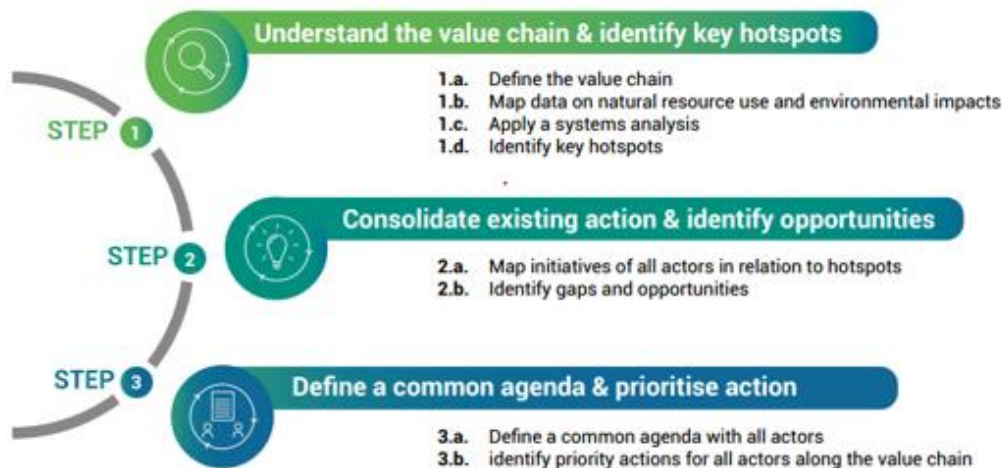 Understand the value chain & identify key hotspots
1.a. Define the value chain
1.b. Map data on natural resource use and environmental impacts
STEP 1
1.c. Apply a systems analysis
1.d. Identify key hotspots
Consolidate existing action & identify opportunities
STEP 2
2.a. Map initiatives of all actors in relation to hotspots
2.b. Identify gaps and opportunities
STEP 3
Define a common agenda & prioritise action
3.a. Define a common agenda with all actors
3.b. identify priority actions for all actors along the value chain